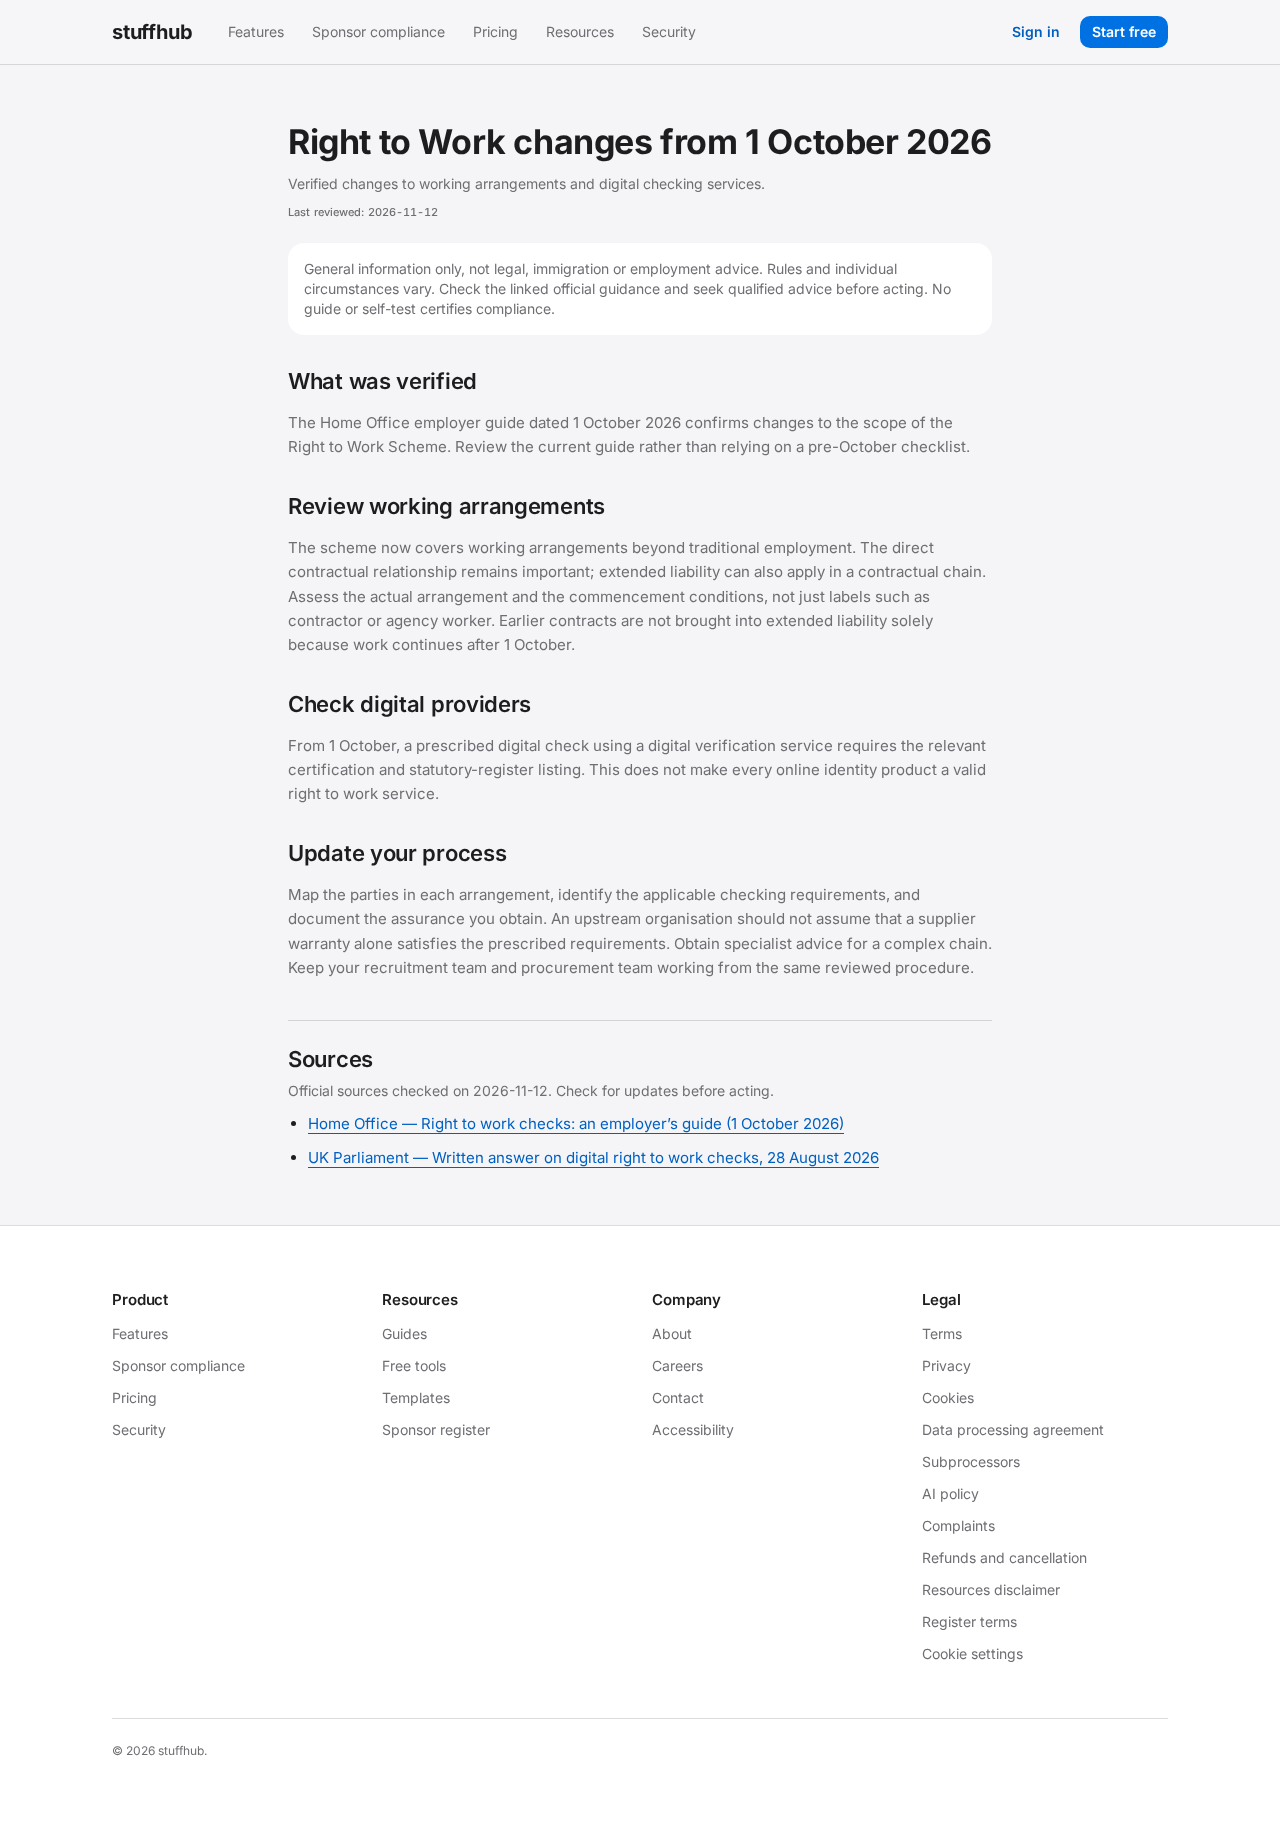 stuffhub
Features
Sponsor compliance
Pricing
Resources
Security
Sign in
Start free
Right to Work changes from 1 October 2026
Verified changes to working arrangements and digital checking services.
Last reviewed: 2026-11-12
General information only, not legal, immigration or employment advice. Rules and individual
circumstances vary. Check the linked official guidance and seek qualified advice before acting. No
guide or self-test certifies compliance.
What was verified
The Home Office employer guide dated 1 October 2026 confirms changes to the scope of the
Right to Work Scheme. Review the current guide rather than relying on a pre-October checklist.
Review working arrangements
The scheme now covers working arrangements beyond traditional employment. The direct
contractual relationship remains important; extended liability can also apply in a contractual chain.
Assess the actual arrangement and the commencement conditions, not just labels such as
contractor or agency worker. Earlier contracts are not brought into extended liability solely
because work continues after 1 October.
Check digital providers
From 1 October, a prescribed digital check using a digital verification service requires the relevant
certification and statutory-register listing. This does not make every online identity product a valid
right to work service.
Update your process
Map the parties in each arrangement, identify the applicable checking requirements, and
document the assurance you obtain. An upstream organisation should not assume that a supplier
warranty alone satisfies the prescribed requirements. Obtain specialist advice for a complex chain.
Keep your recruitment team and procurement team working from the same reviewed procedure.
Sources
Official sources checked on 2026-11-12. Check for updates before acting.
• Home Office — Right to work checks: an employer’s guide (1 October 2026)
• UK Parliament — Written answer on digital right to work checks, 28 August 2026
Product
Features
Sponsor compliance
Pricing
Security
Resources
Guides
Free tools
Templates
Sponsor register
Company
About
Careers
Contact
Accessibility
Legal
Terms
Privacy
Cookies
Data processing agreement
Subprocessors
AI policy
Complaints
Refunds and cancellation
Resources disclaimer
Register terms
Cookie settings
© 2026 stuffhub.